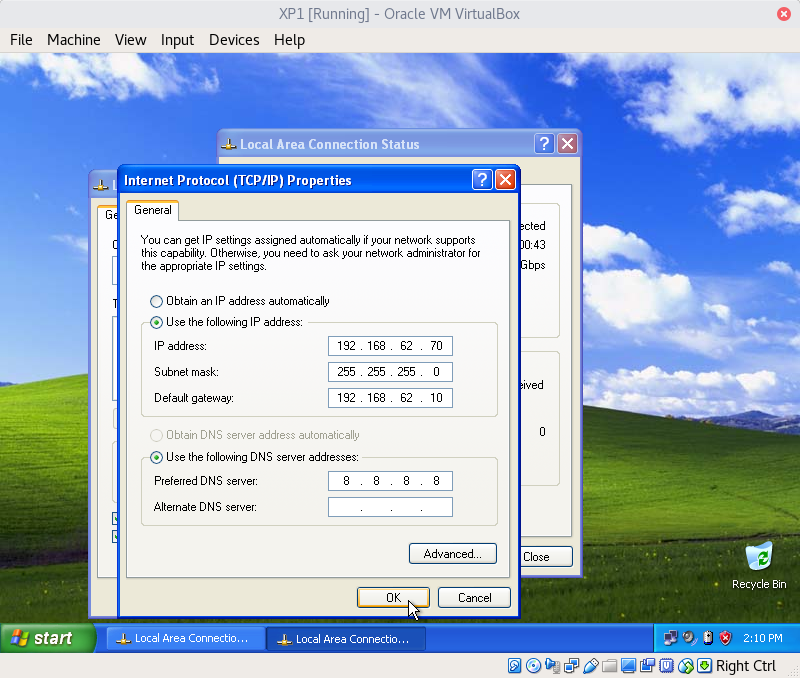 XP1 [Running] - Oracle VM VirtualBox
File Machine View Input Devices Help
Local Area Connection Status
Internet Protocol (TCP/IP) Properties
General
You can get IP settings assigned automatically if your network supports
this capability. Otherwise, you need to ask your network administrator for
the appropriate IP settings.
Obtain an IP address automatically
Use the following IP address:
IP address: 192 . 168 . 62 . 70
Subnet mask: 255 . 255 . 255 . 0
Default gateway: 192 . 168 . 62 . 10
Obtain DNS server address automatically
Use the following DNS server addresses:
Preferred DNS server: 8 . 8 . 8 . 8
Alternate DNS server: . . .
Advanced...
OK Cancel
ected
00:43
Gbps
eived
0
Close
Recycle Bin
start
Local Area Connectio...
Local Area Connectio...
2:10 PM
Right Ctrl